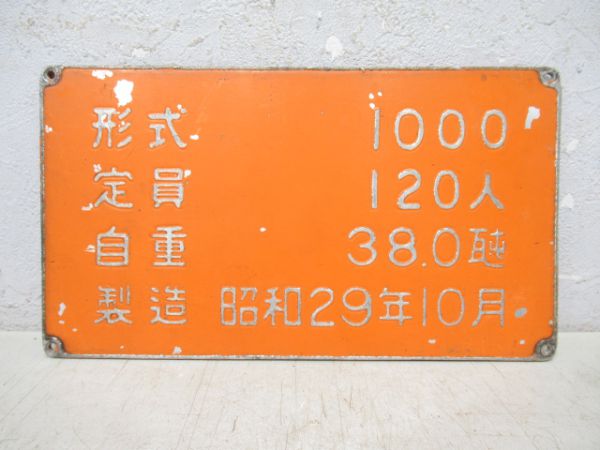 形式 1000
定員 120人
自重 38.0瓲
製造 昭和29年10月